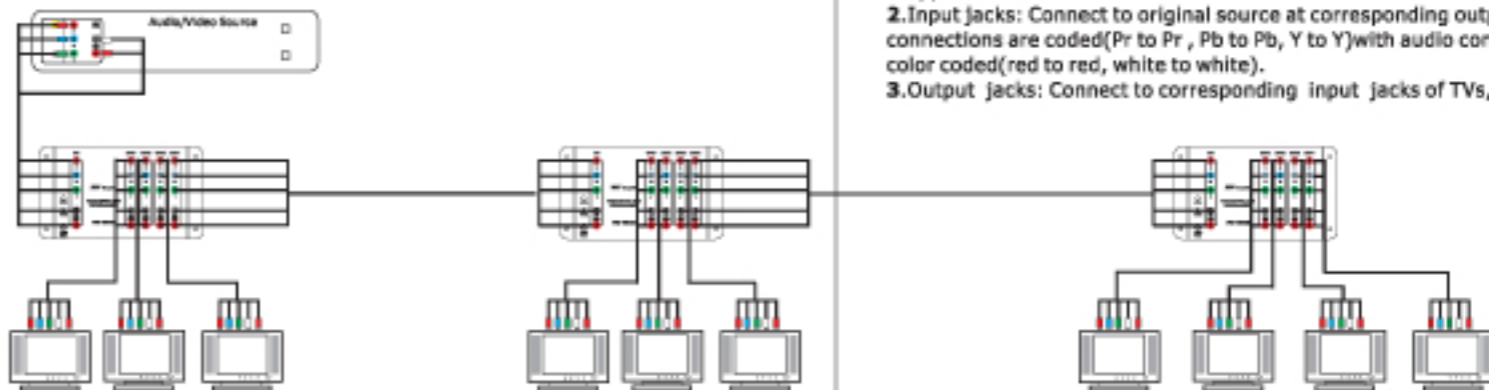 Audio/Video Source
2.Input jacks: Connect to original source at corresponding
connections are coded(Pr to Pr , Pb to Pb, Y to Y)with audio
color coded(red to red, white to white).
3.Output jacks: Connect to corresponding input jacks of TVs,